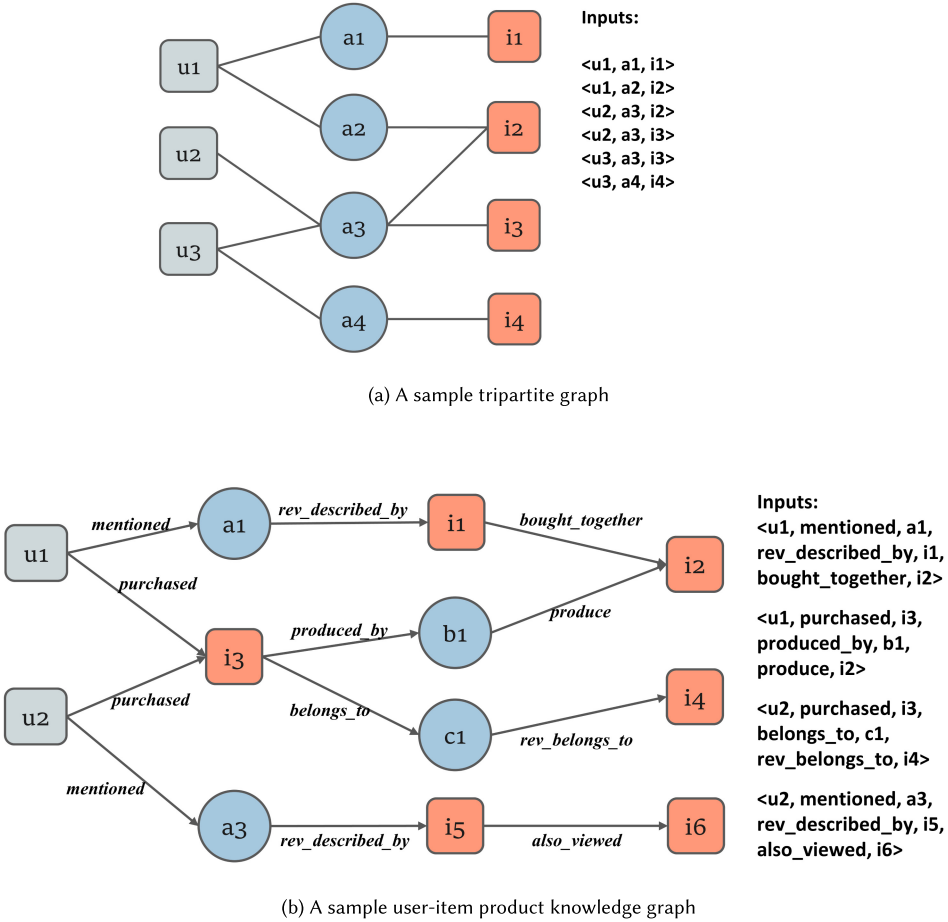 Inputs:
a1
i1
u1
<u1, a1, i1>
<u1, a2, i2>
<u2, a3, i2>
<u2, a3, i3>
<u3, a3, i3>
<u3, a4, i4>
a2
i2
u2
a3
i3
u3
a4
i4
(a) A sample tripartite graph
u1
mentioned
a1
rev_described_by
i1
bought_together
i2
purchased
i3
produced_by
b1
produce
u2
purchased
belongs_to
c1
rev_belongs_to
i4
mentioned
a3
rev_described_by
i5
also_viewed
i6
Inputs:
<u1, mentioned, a1,
rev_described_by, i1,
bought_together, i2>
<u1, purchased, i3,
produced_by, b1,
produce, i2>
<u2, purchased, i3,
belongs_to, c1,
rev_belongs_to, i4>
<u2, mentioned, a3,
rev_described_by, i5,
also_viewed, i6>
(b) A sample user-item product knowledge graph